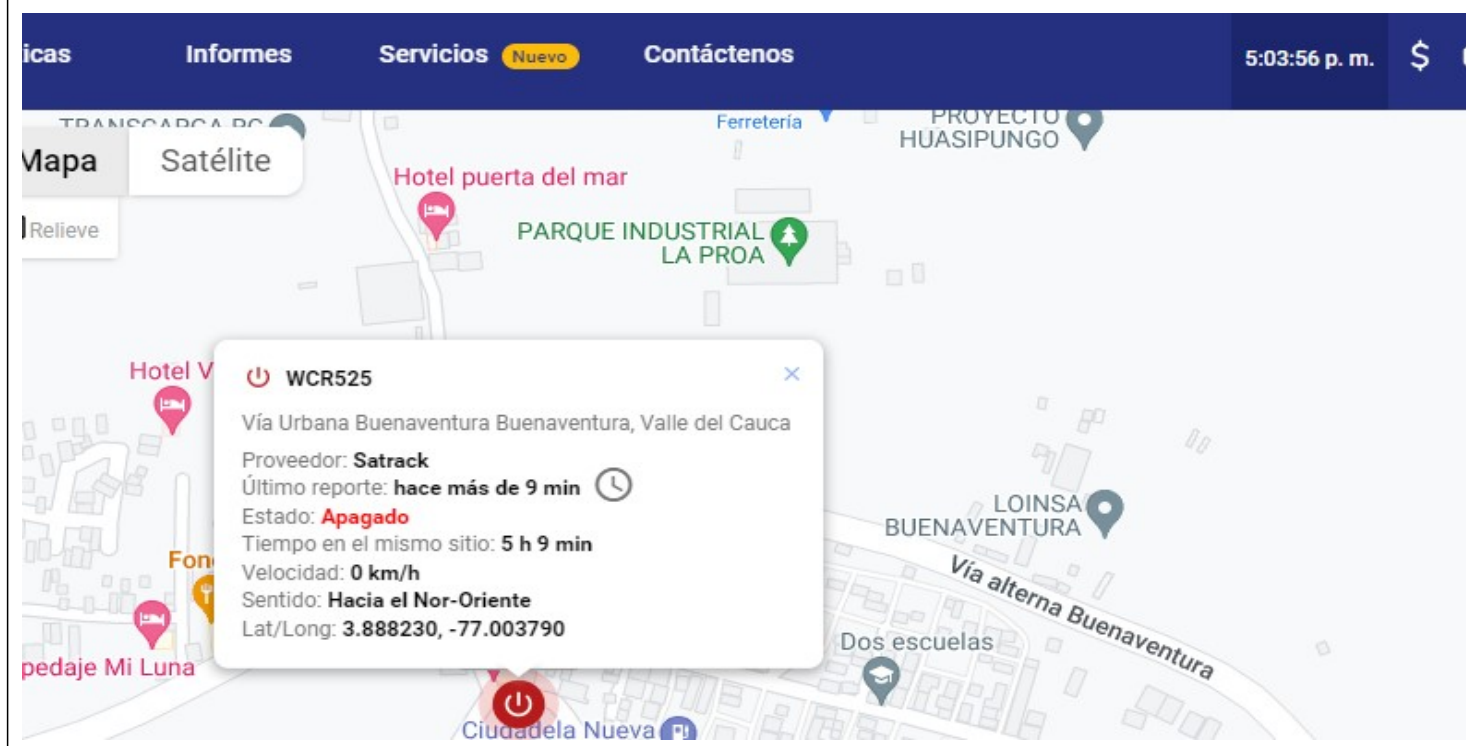 icas
Informes
Servicios Nuevo
Contáctenos
5:03:56 p. m.
$
Mapa
Satélite
Relieve
Ferretería
PROYECTO
HUASIPUNGO
Hotel puerta del mar
PARQUE INDUSTRIAL
LA PROA
Hotel V
WCR525
Vía Urbana Buenaventura Buenaventura, Valle del Cauca
Proveedor: Satrack
Último reporte: hace más de 9 min
Estado: Apagado
Tiempo en el mismo sitio: 5 h 9 min
Velocidad: 0 km/h
Sentido: Hacia el Nor-Oriente
Lat/Long: 3.888230, -77.003790
LOINSA
BUENAVENTURA
Vía alterna Buenaventura
Fon
Dos escuelas
pedaje Mi Luna
Ciudadela Nueva